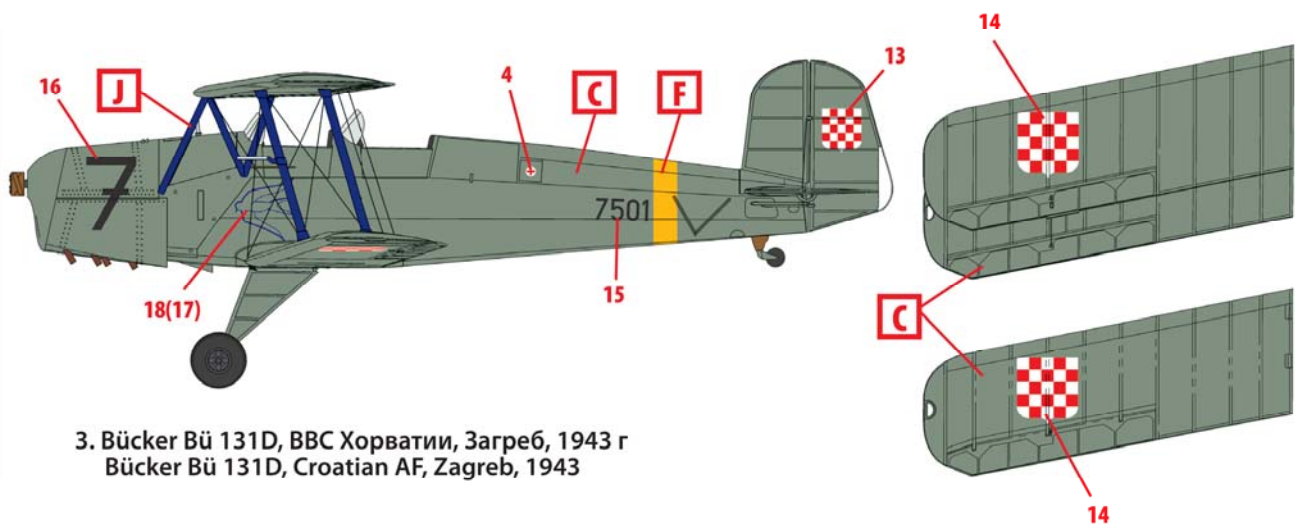 14
13
16
J
4
C
F
7
7501
18(17)
15
C
3. Bücker Bü 131D, ВВС Хорватии, Загреб, 1943 г
Bücker Bü 131D, Croatian AF, Zagreb, 1943
14